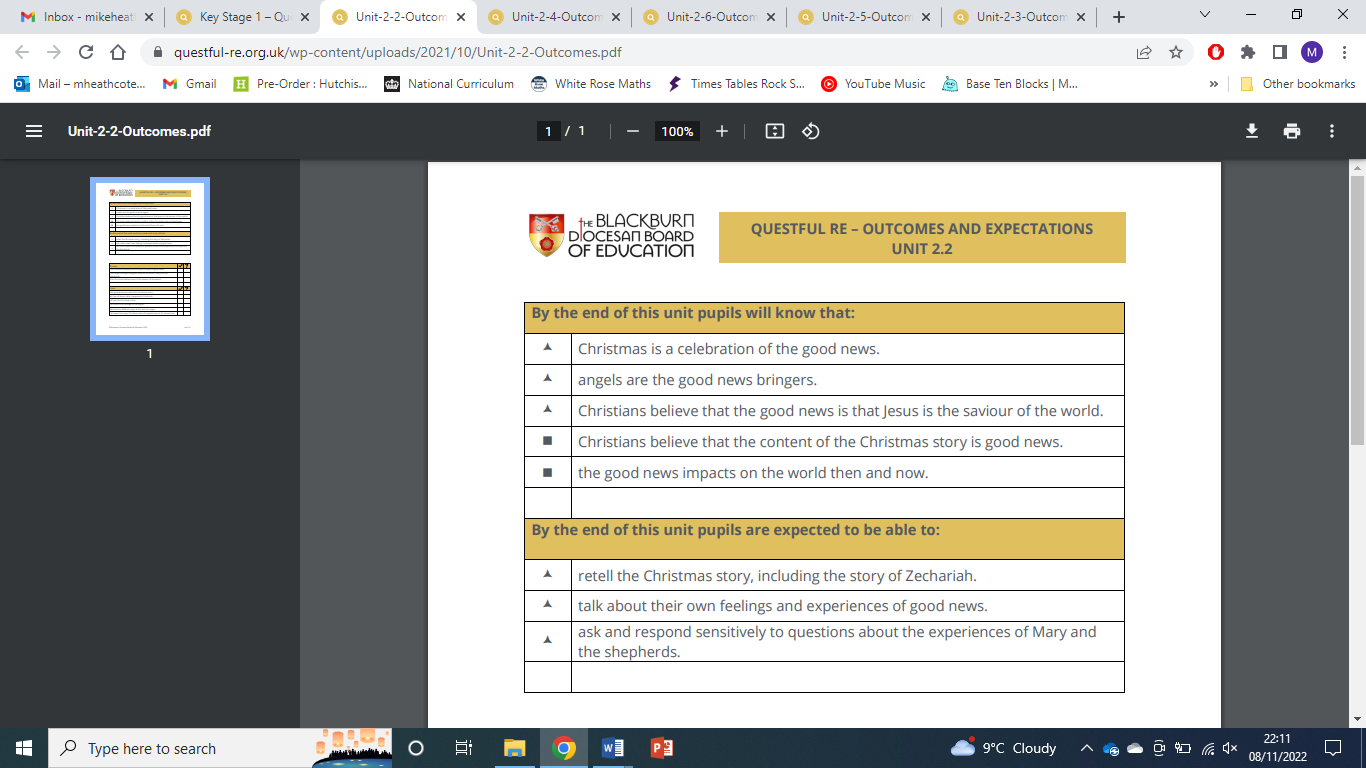 Inbox - mikeheat
Key Stage 1 – Qu
Unit-2-2-Outcom
Unit-2-4-Outcom
Unit-2-6-Outcom
Unit-2-5-Outcom
Unit-2-3-Outcom
questful-re.org.uk/wp-content/uploads/2021/10/Unit-2-2-Outcomes.pdf
M
Mail – mheathcote...
Gmail
H
Pre-Order : Hutchis...
National Curriculum
White Rose Maths
Times Tables Rock S...
YouTube Music
Base Ten Blocks | M...
»
Other bookmarks
Unit-2-2-Outcomes.pdf
1 / 1
100%
1
THE BLACKBURN
DIOCESAN BOARD
OF EDUCATION
QUESTFUL RE – OUTCOMES AND EXPECTATIONS
UNIT 2.2
By the end of this unit pupils will know that:
Christmas is a celebration of the good news.
angels are the good news bringers.
Christians believe that the good news is that Jesus is the saviour of the world.
Christians believe that the content of the Christmas story is good news.
the good news impacts on the world then and now.
By the end of this unit pupils are expected to be able to:
retell the Christmas story, including the story of Zechariah.
talk about their own feelings and experiences of good news.
ask and respond sensitively to questions about the experiences of Mary and
the shepherds.
Type here to search
9°C Cloudy
22:11
08/11/2022